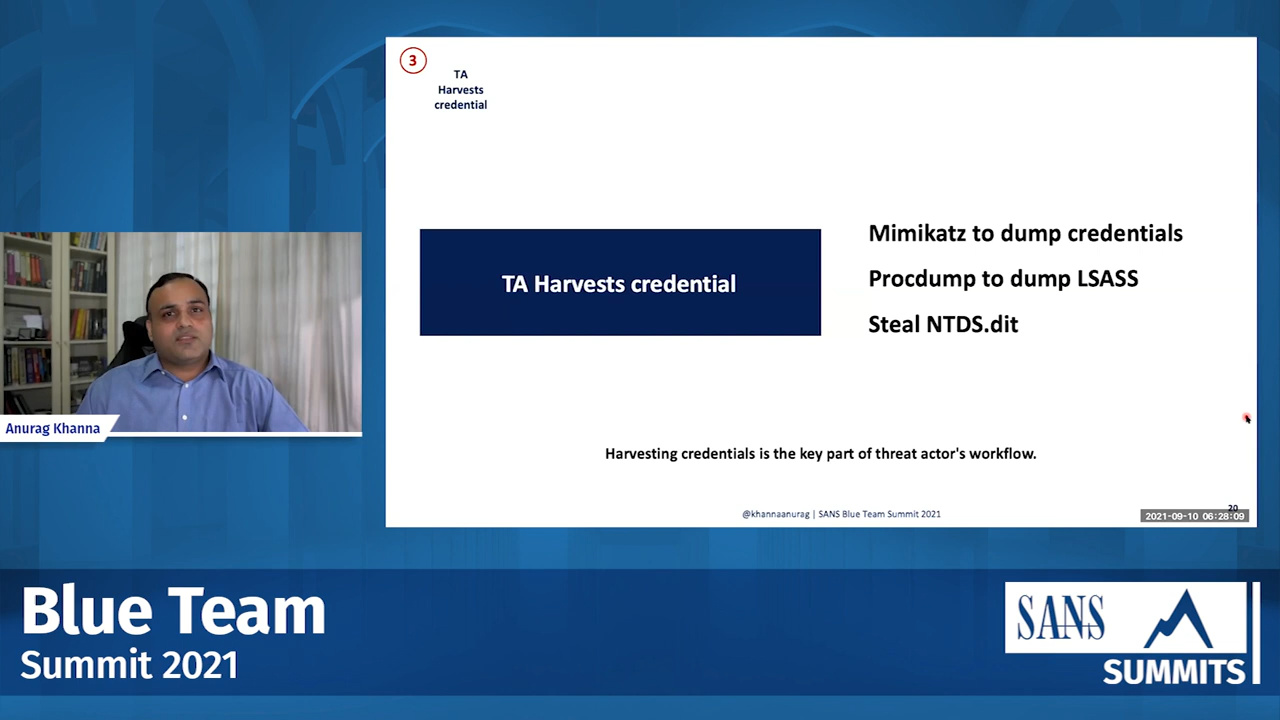 3
TA
Harvests
credential
TA Harvests credential
Mimikatz to dump credentials
Procdump to dump LSASS
Steal NTDS.dit
Harvesting credentials is the key part of threat actor's workflow.
@khannaanurag | SANS Blue Team Summit 2021
20
2021-09-10 06:28:09
Anurag Khanna
Blue Team
Summit 2021
SANS
SUMMITS